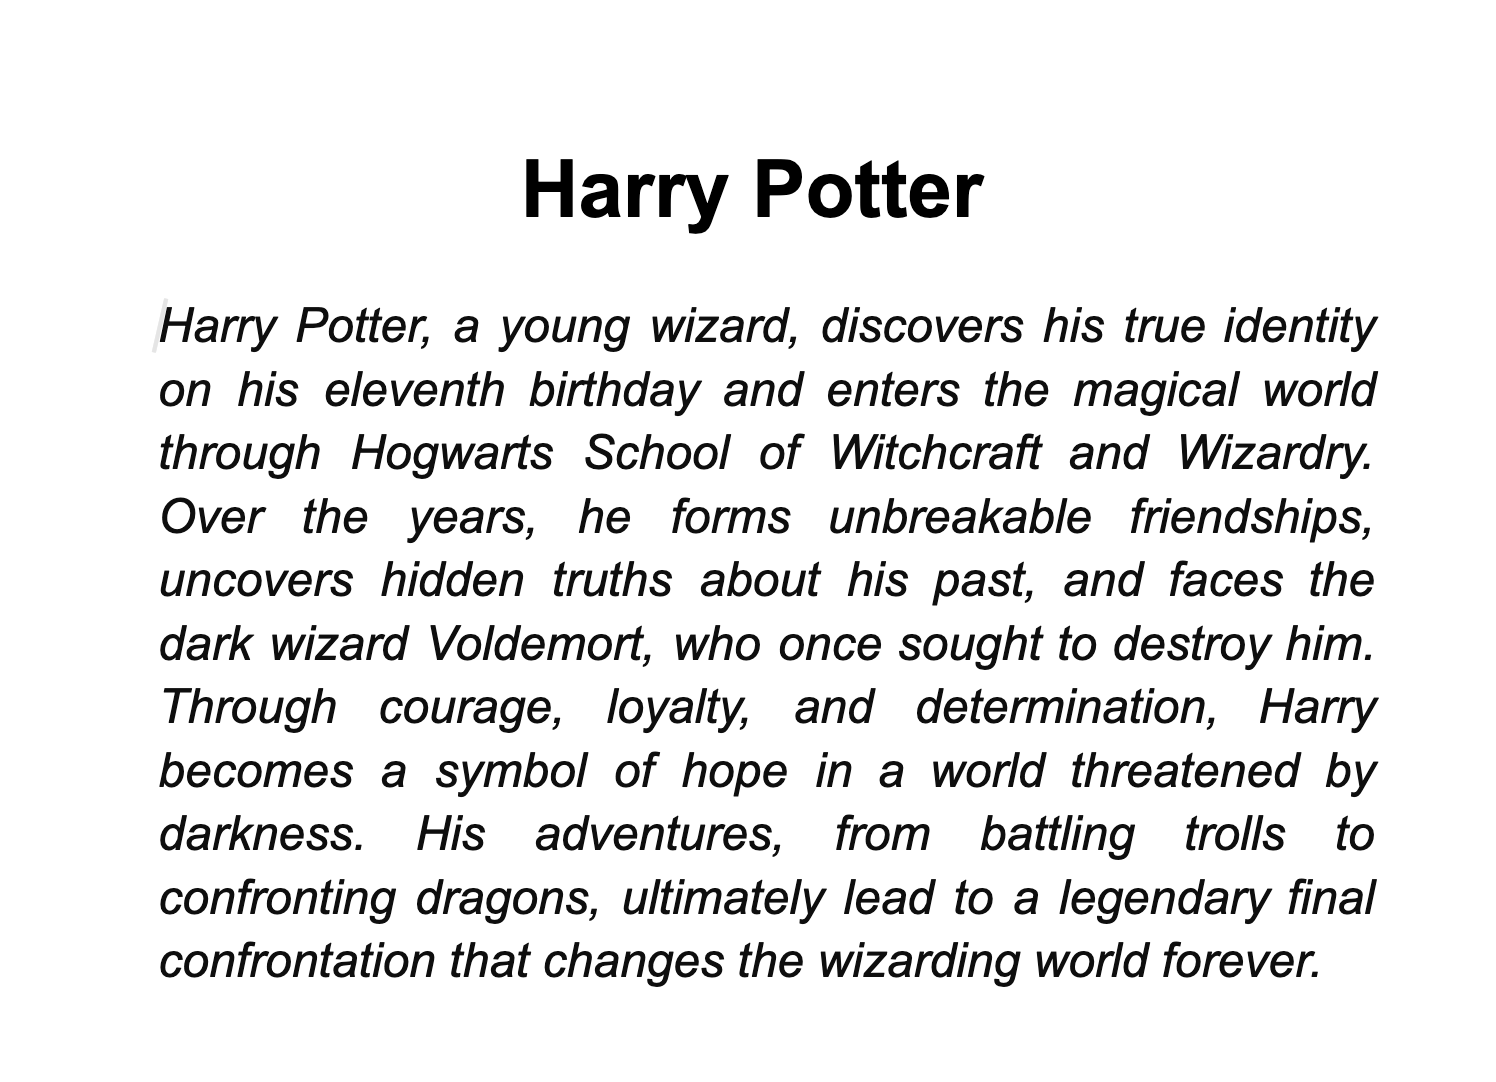 Harry Potter
Harry Potter, a young wizard, discovers his true identity
on his eleventh birthday and enters the magical world
through Hogwarts School of Witchcraft and Wizardry.
Over the years, he forms unbreakable friendships,
uncovers hidden truths about his past, and faces the
dark wizard Voldemort, who once sought to destroy him.
Through courage, loyalty, and determination, Harry
becomes a symbol of hope in a world threatened by
darkness. His adventures, from battling trolls to
confronting dragons, ultimately lead to a legendary final
confrontation that changes the wizarding world forever.